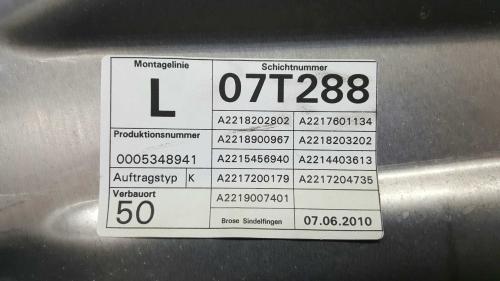 Montagelinie
L
Schichtnummer
07T288
Produktionsnummer
0005348941
Auftragstyp K
Verbauort
50
A2218202802 A2217601134
A2218900967 A2218203202
A2215456940 A2214403613
A2217200179 A2217204735
A2219007401
Brose Sindelfingen 07.06.2010